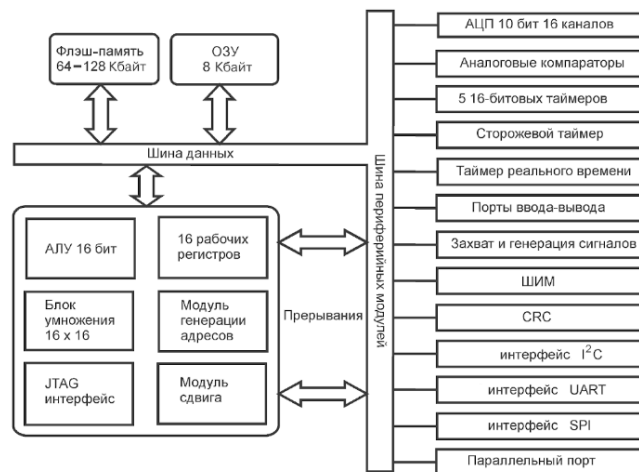 Флэш-память
64–128 Кбайт
ОЗУ
8 Кбайт
Шина данных
АЛУ 16 бит
16 рабочих
регистров
Блок
умножения
16 x 16
Модуль
генерации
адресов
JTAG
интерфейс
Модуль
сдвига
Прерывания
Шина периферийных модулей
АЦП 10 бит 16 каналов
Аналоговые компараторы
5 16-битовых таймеров
Сторожевой таймер
Таймер реального времени
Порты ввода-вывода
Захват и генерация сигналов
ШИМ
CRC
интерфейс I²C
интерфейс UART
интерфейс SPI
Параллельный порт